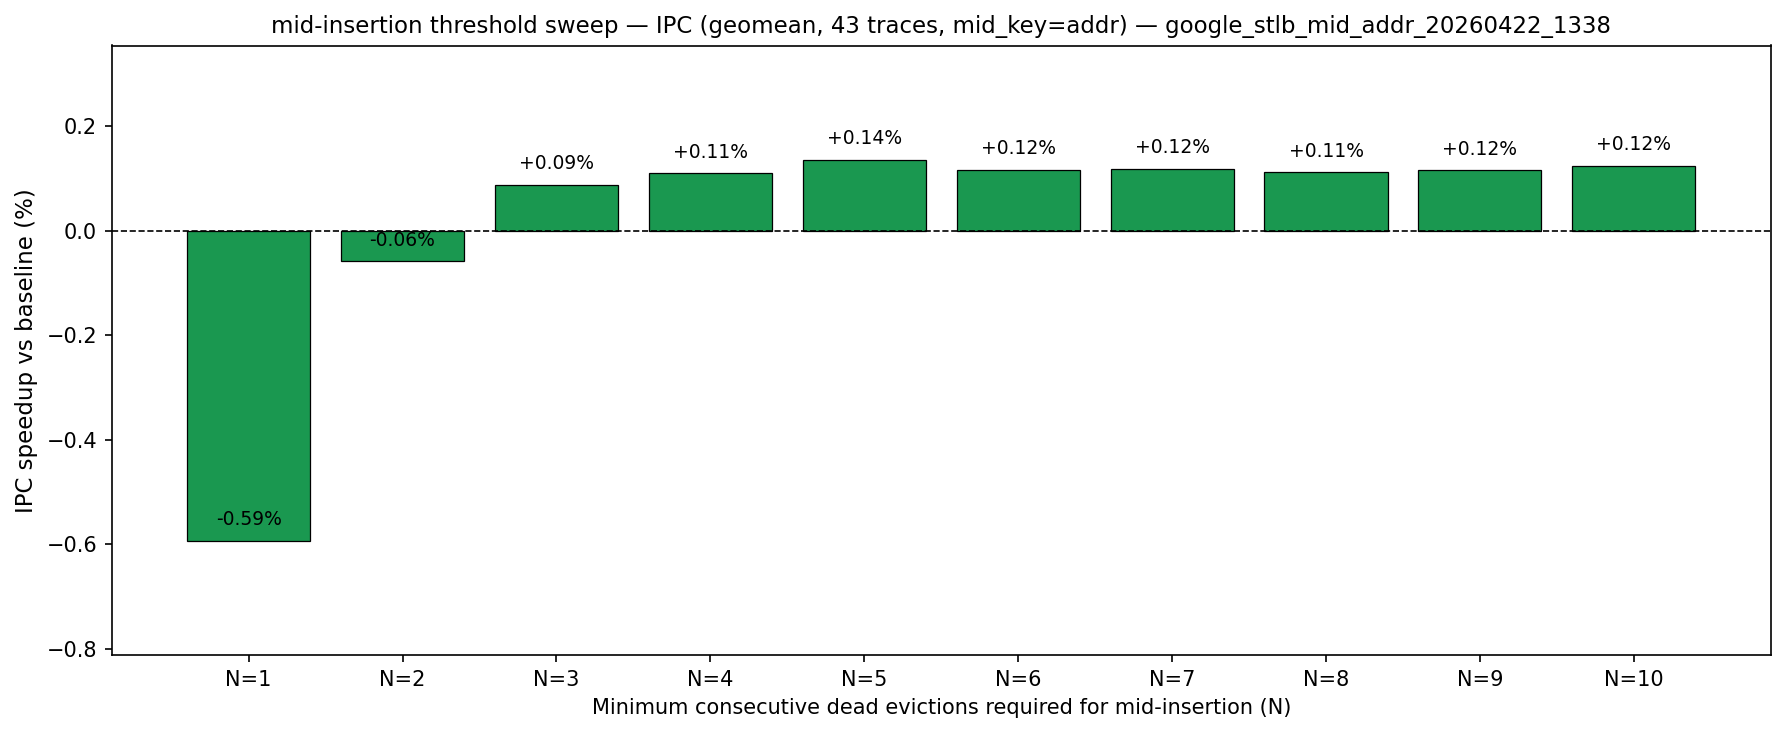 mid-insertion threshold sweep — IPC (geomean, 43 traces, mid_key=addr) — google_stlb_mid_addr_20260422_1338
IPC speedup vs baseline (%)
0.2
0.0
−0.2
−0.4
−0.6
−0.8
-0.59%
-0.06%
+0.09%
+0.11%
+0.14%
+0.12%
+0.12%
+0.11%
+0.12%
+0.12%
N=1
N=2
N=3
N=4
N=5
N=6
N=7
N=8
N=9
N=10
Minimum consecutive dead evictions required for mid-insertion (N)